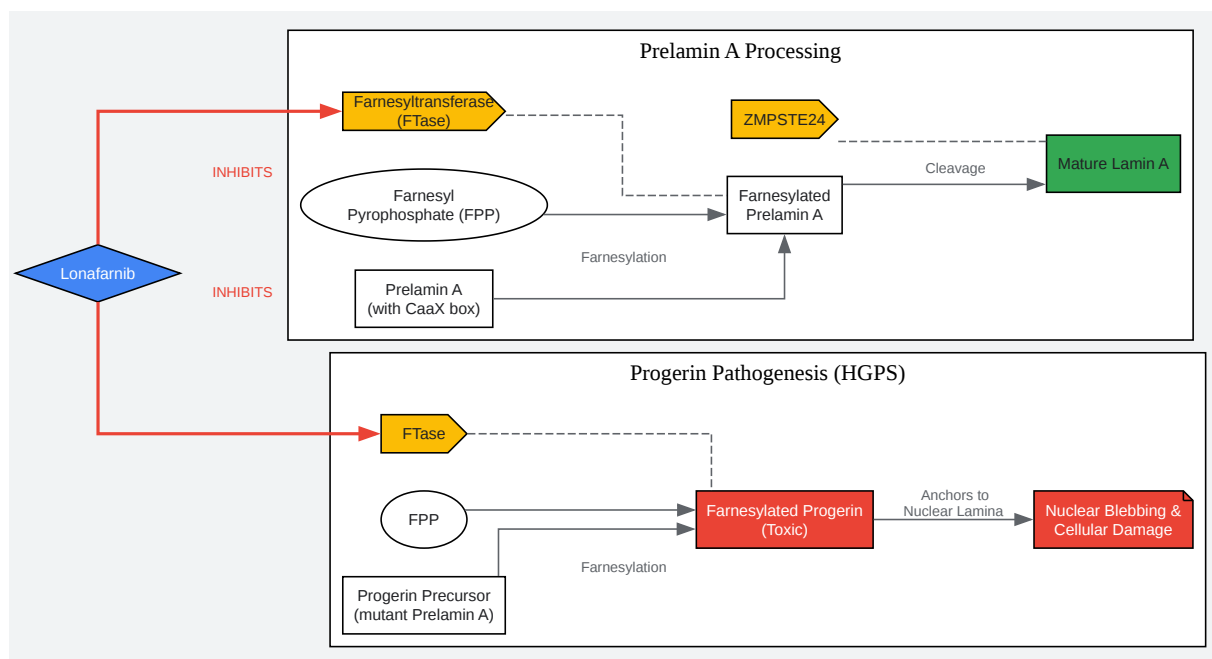 Prelamin A Processing
Farnesyltransferase
(FTase)
ZMPSTE24
Mature Lamin A
Cleavage
INHIBITS
Farnesyl
Pyrophosphate (FPP)
Farnesylated
Prelamin A
Farnesylation
Lonafarnib
INHIBITS
Prelamin A
(with CaaX box)
Progerin Pathogenesis (HGPS)
FTase
FPP
Farnesylated Progerin
(Toxic)
Anchors to
Nuclear Lamina
Nuclear Blebbing &
Cellular Damage
Farnesylation
Progerin Precursor
(mutant Prelamin A)